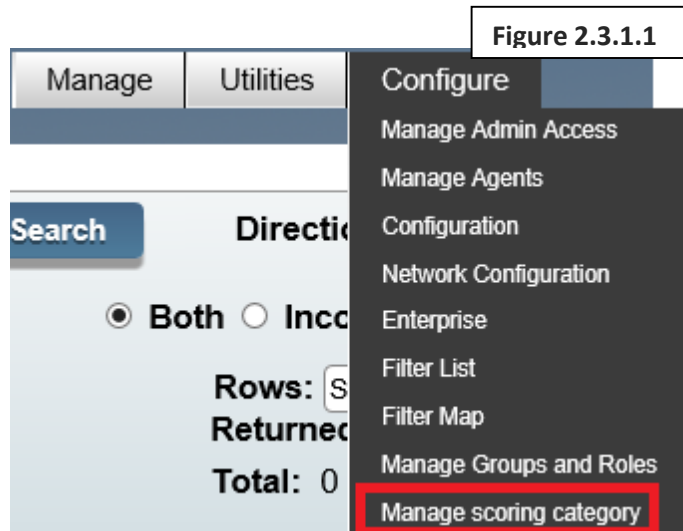 Figure 2.3.1.1
Manage Utilities Configure
Manage Admin Access
Manage Agents
Search Configuration
Network Configuration
Both Enterprise
Rows: Filter List
Filter Map
Total: 0 Manage Groups and Roles
Manage scoring category